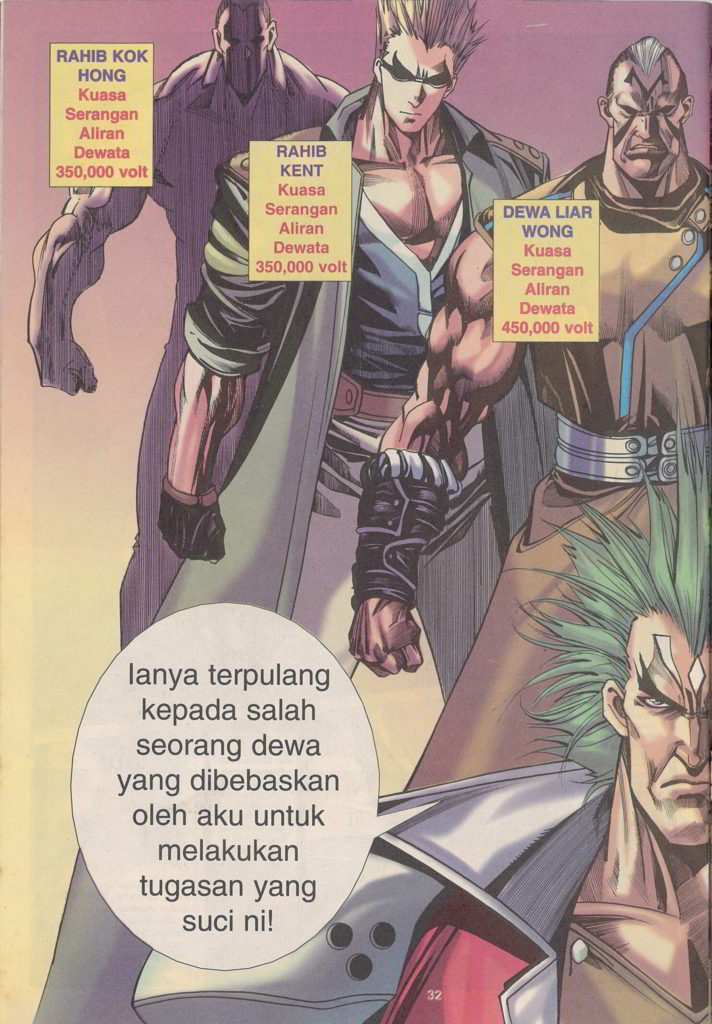 RAHIB KOK
HONG
Kuasa
Serangan
Aliran
Dewata
350,000 volt
RAHIB
KENT
Kuasa
Serangan
Aliran
Dewata
350,000 volt
DEWA LIAR
WONG
Kuasa
Serangan
Aliran
Dewata
450,000 volt
Ianya terpulang
kepada salah
seorang dewa
yang dibebaskan
oleh aku untuk
melakukan
tugasan yang
suci ni!
32